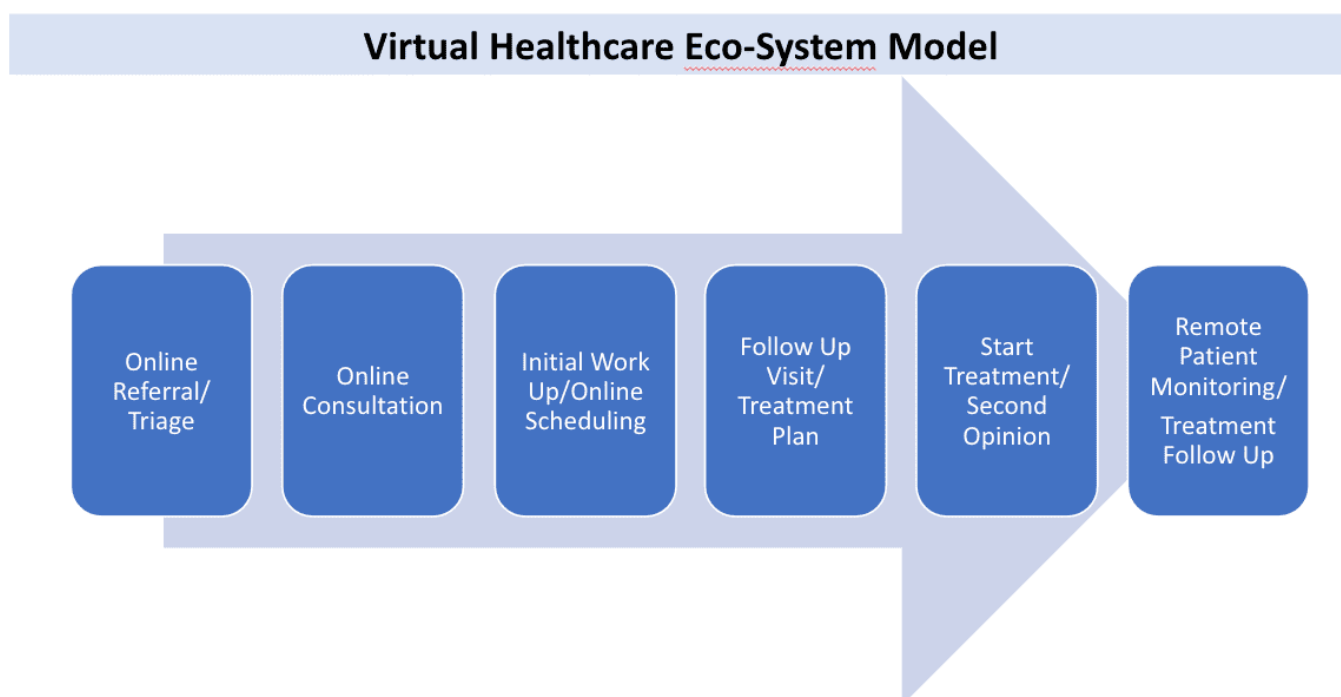 Virtual Healthcare Eco-System Model
Online
Referral/
Triage
Online
Consultation
Initial Work
Up/Online
Scheduling
Follow Up
Visit/
Treatment
Plan
Start
Treatment/
Second
Opinion
Remote
Patient
Monitoring/
Treatment
Follow Up